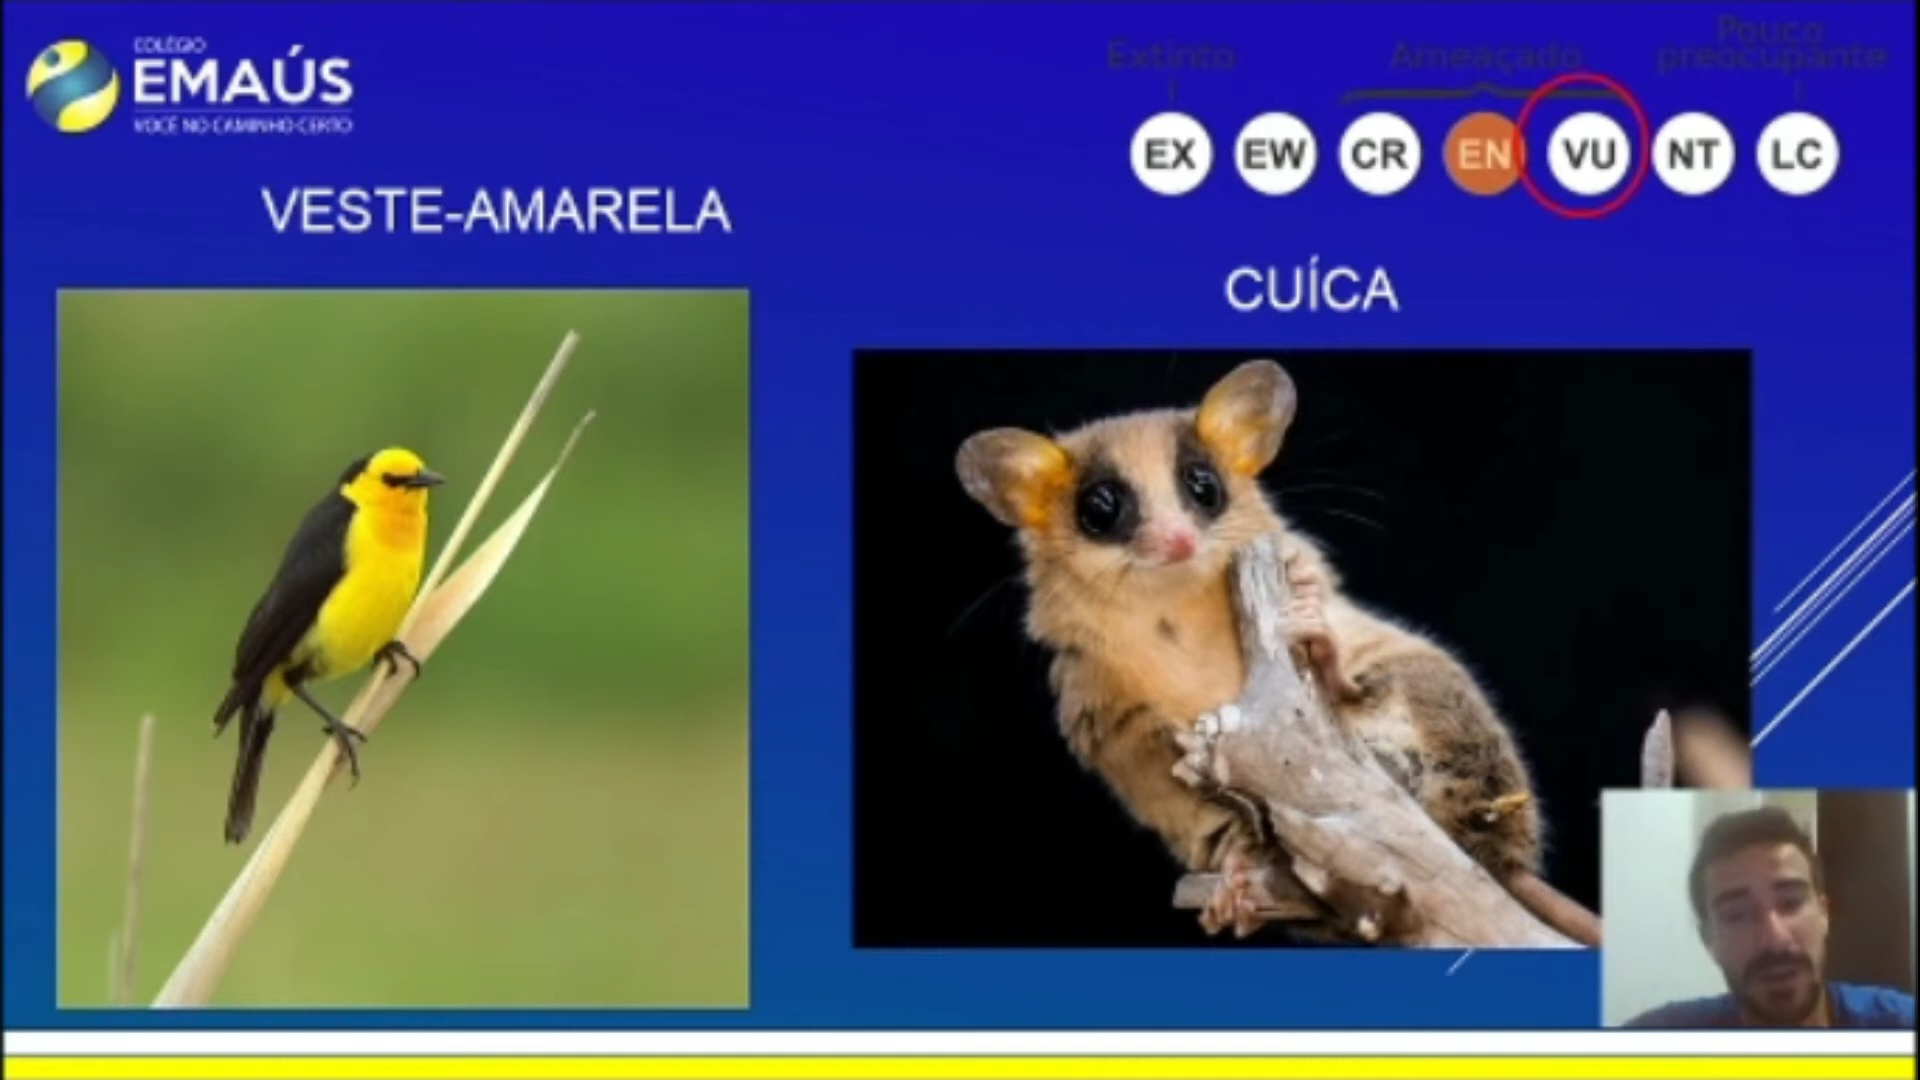 COLÉGIO
EMAÚS
VOCÊ NO CAMINHO CERTO
Extinto
Ameaçado
Pouco
preocupante
EX EW CR EN VU NT LC
VESTE-AMARELA
CUÍCA